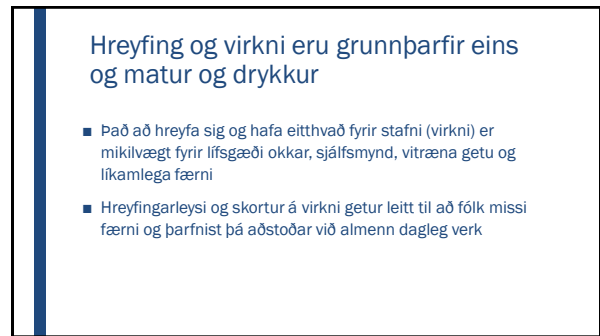 Hreyfing og virkni eru grunnþarfir eins
og matur og drykkur
▪ Það að hreyfa sig og hafa eitthvað fyrir stafni (virkni) er
mikilvægt fyrir lífsgæði okkar, sjálfsmynd, vitræna getu og
líkamlega færni
▪ Hreyfingarleysi og skortur á virkni getur leitt til að fólk missi
færni og þarfnist þá aðstoðar við almenn dagleg verk